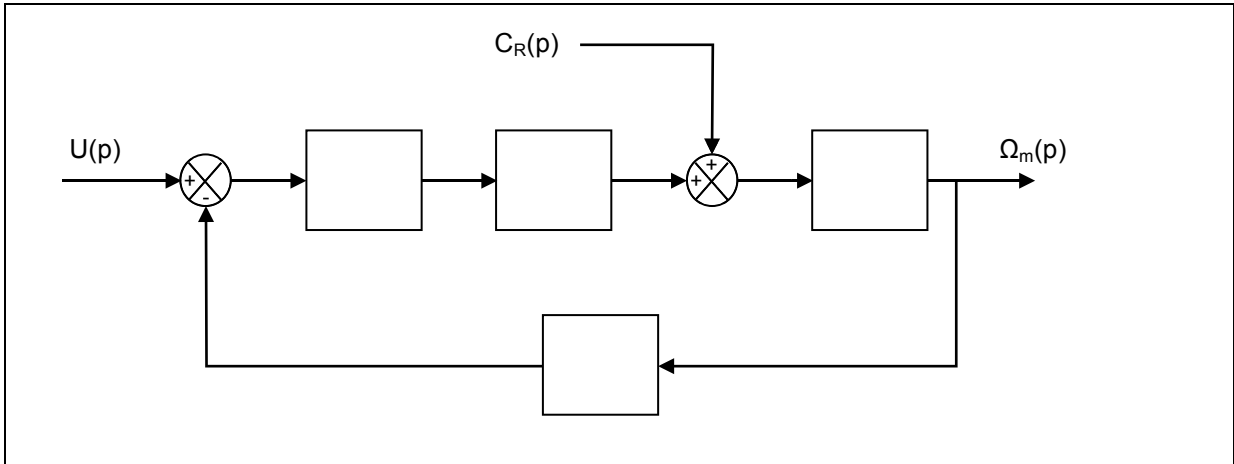 C_R(p)
U(p)
Ω_m(p)
+
-
+
+